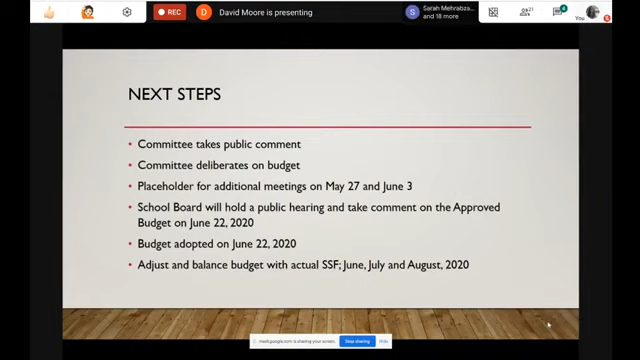 REC
David Moore is presenting
Sarah Mehrabza...
and 18 more
21
4
You
NEXT STEPS
• Committee takes public comment
• Committee deliberates on budget
• Placeholder for additional meetings on May 27 and June 3
• School Board will hold a public hearing and take comment on the Approved
Budget on June 22, 2020
• Budget adopted on June 22, 2020
• Adjust and balance budget with actual SSF; June, July and August, 2020
meet.google.com is sharing your screen.
Stop sharing
Hide